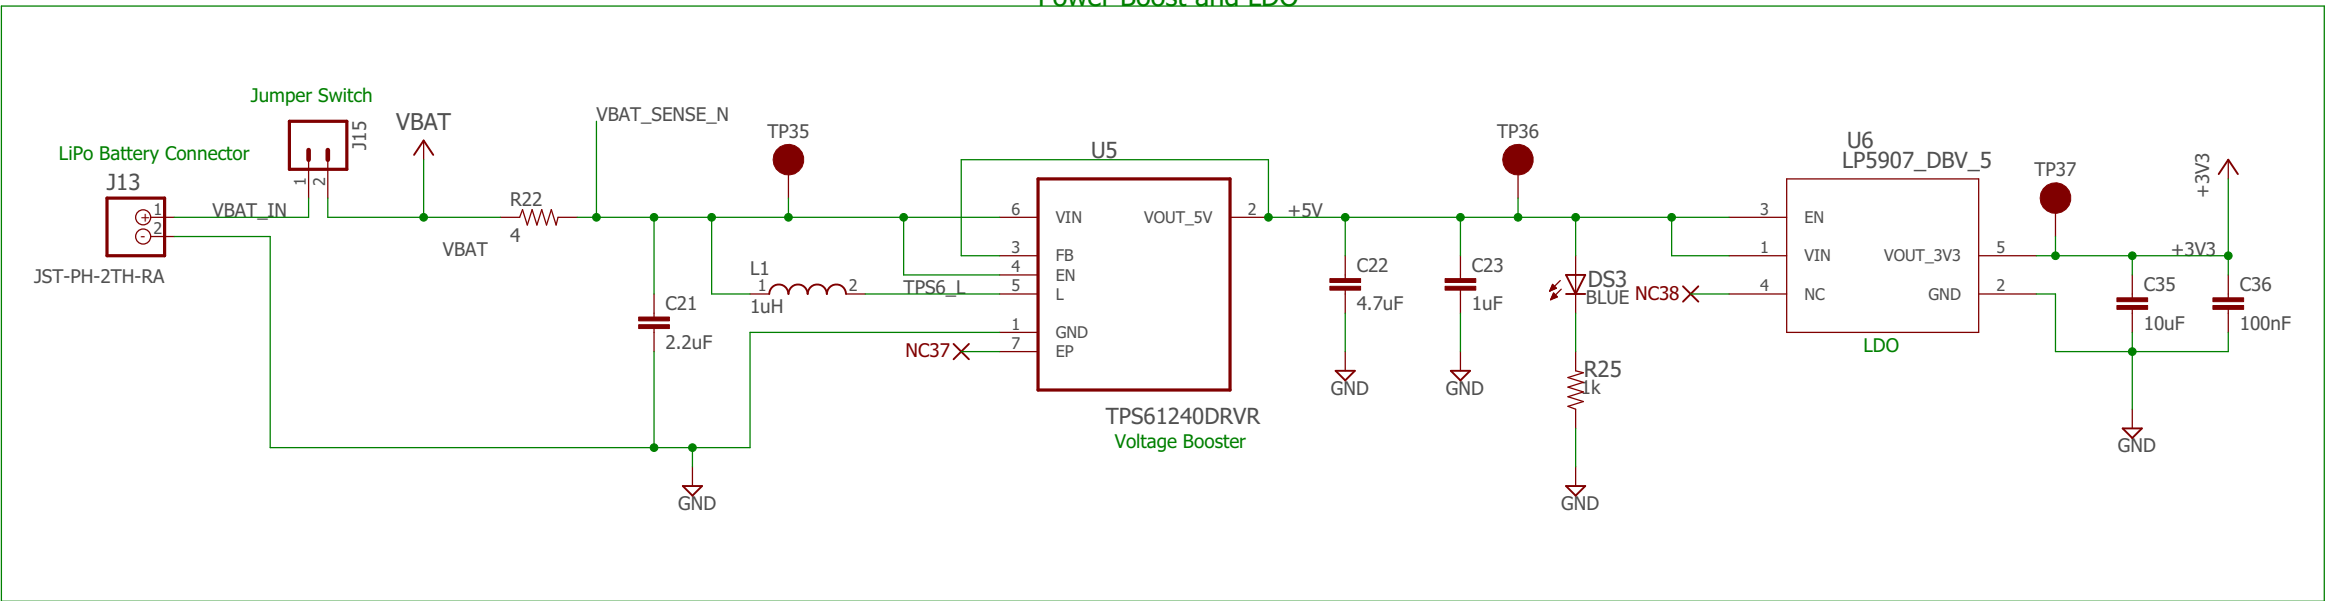 Power Boost and LDO
Jumper Switch
J15
1
2
LiPo Battery Connector
J13
1
2
JST-PH-2TH-RA
VBAT_IN
VBAT
VBAT
R22
4
VBAT_SENSE_N
TP35
C21
2.2uF
L1
1
2
1uH
TPS6_L
NC37
GND
U5
6
VIN
3
FB
4
EN
5
L
1
GND
7
EP
VOUT_5V
2
TPS61240DRVR
Voltage Booster
+5V
C22
4.7uF
GND
C23
1uF
GND
TP36
DS3
BLUE
R25
1k
GND
NC38
U6
LP5907_DBV_5
3
EN
1
VIN
4
NC
VOUT_3V3
5
GND
2
LDO
TP37
+3V3
+3V3
C35
10uF
C36
100nF
GND